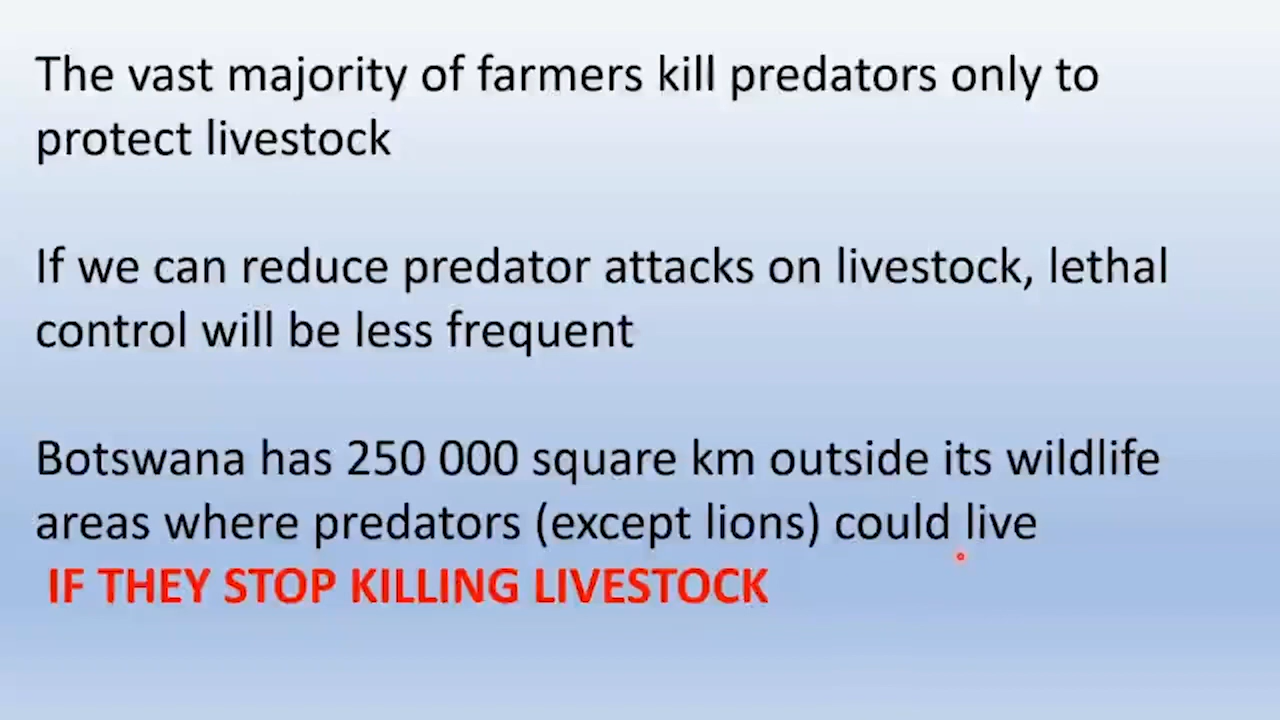 The vast majority of farmers kill predators only to
protect livestock
If we can reduce predator attacks on livestock, lethal
control will be less frequent
Botswana has 250 000 square km outside its wildlife
areas where predators (except lions) could live
IF THEY STOP KILLING LIVESTOCK